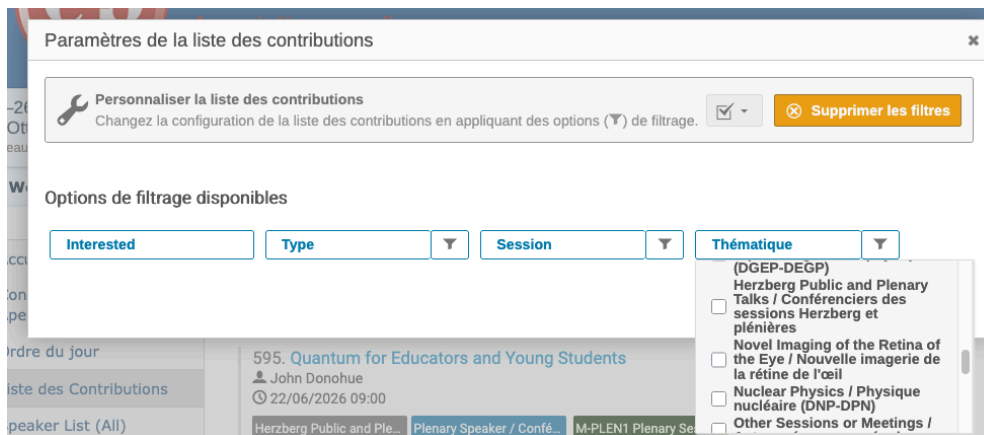 Paramètres de la liste des contributions
Personnaliser la liste des contributions
Changez la configuration de la liste des contributions en appliquant des options () de filtrage.
Supprimer les filtres
Options de filtrage disponibles
Interested
Type
Session
Thématique
(DGEP-DEGP)
Herzberg Public and Plenary
Talks / Conférenciers des
sessions Herzberg et
plénières
Novel Imaging of the Retina of
the Eye / Nouvelle imagerie de
la rétine de l'œil
Nuclear Physics / Physique
nucléaire (DNP-DPN)
Other Sessions or Meetings /
Ordre du jour
Liste des Contributions
Speaker List (All)
595. Quantum for Educators and Young Students
John Donohue
22/06/2026 09:00
Herzberg Public and Ple...
Plenary Speaker / Confé...
M-PLEN1 Plenary Ses